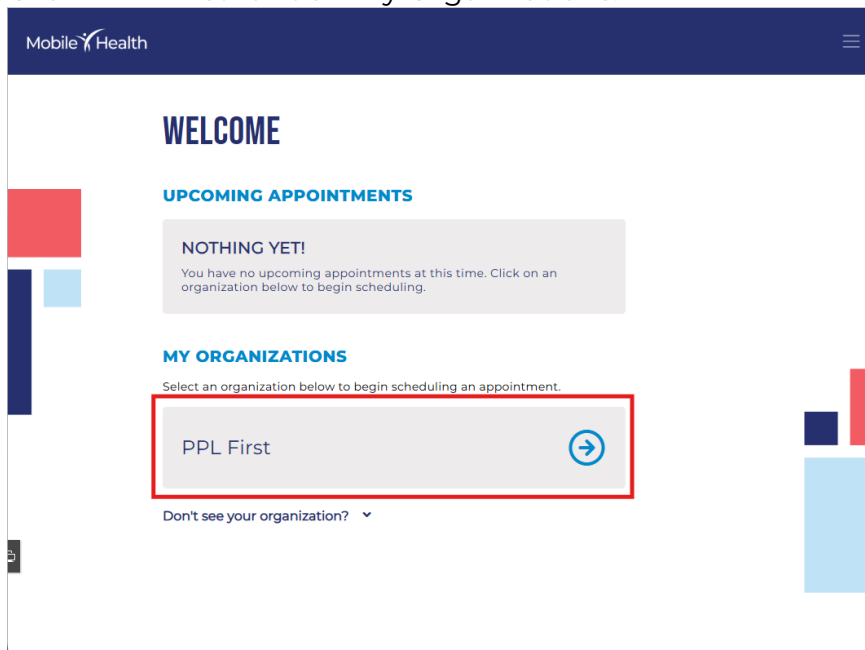 Mobile Health
WELCOME
UPCOMING APPOINTMENTS
NOTHING YET!
You have no upcoming appointments at this time. Click on an
organization below to begin scheduling.
MY ORGANIZATIONS
Select an organization below to begin scheduling an appointment.
PPL First
Don't see your organization?